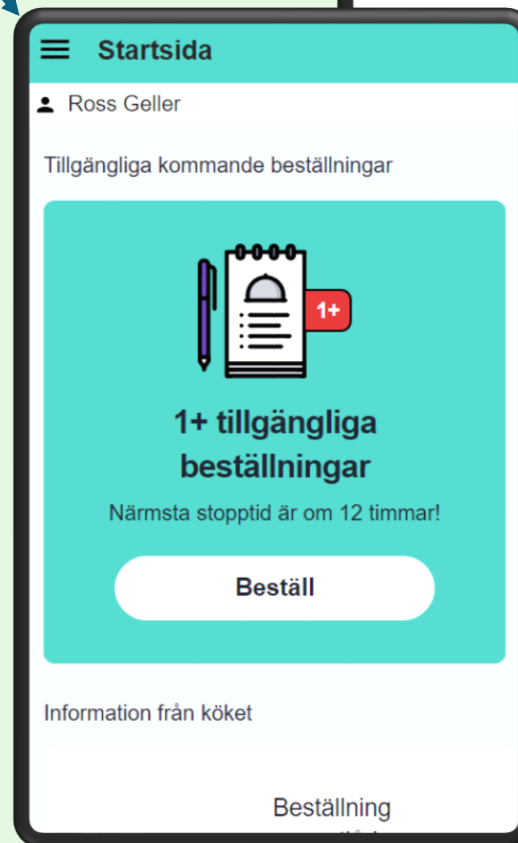 Startsida
Ross Geller
Tillgängliga kommande beställningar
1+
1+ tillgängliga
beställningar
Närmsta stopptid är om 12 timmar!
Beställ
Information från köket
Beställning